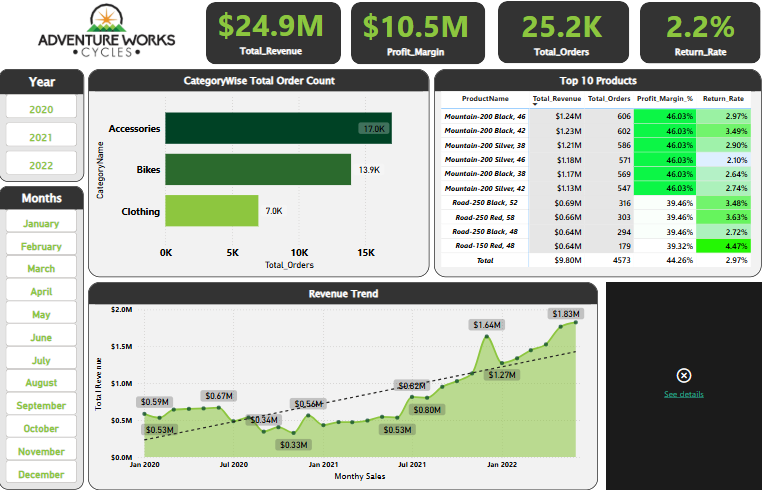 ADVENTURE WORKS
• CYCLES •
$24.9M
Total_Revenue
$10.5M
Profit_Margin
25.2K
Total_Orders
2.2%
Return_Rate
Year
2020
2021
2022
Months
January
February
March
April
May
June
July
August
September
October
November
December
CategoryWise Total Order Count
CategoryName
Accessories 17.0K
Bikes 13.9K
Clothing 7.0K
0K 5K 10K 15K
Total_Orders
Top 10 Products
ProductName Total_Revenue Total_Orders Profit_Margin_% Return_Rate
Mountain-200 Black, 46 $1.24M 606 46.03% 2.97%
Mountain-200 Black, 42 $1.23M 602 46.03% 3.49%
Mountain-200 Silver, 38 $1.21M 586 46.03% 2.90%
Mountain-200 Silver, 46 $1.18M 571 46.03% 2.10%
Mountain-200 Black, 38 $1.17M 569 46.03% 2.64%
Mountain-200 Silver, 42 $1.13M 547 46.03% 2.74%
Road-250 Black, 52 $0.69M 316 39.46% 3.48%
Road-250 Red, 58 $0.66M 303 39.46% 3.63%
Road-250 Black, 48 $0.64M 294 39.46% 2.72%
Road-150 Red, 48 $0.64M 179 39.32% 4.47%
Total $9.80M 4573 44.26% 2.97%
Revenue Trend
Total Revenue
$2.0M
$1.5M
$1.0M
$0.5M
$0.0M
$0.59M
$0.53M
$0.67M
$0.34M
$0.33M
$0.56M
$0.53M
$0.82M
$0.80M
$1.64M
$1.27M
$1.83M
Jan 2020 Jul 2020 Jan 2021 Jul 2021 Jan 2022
Monthy Sales
See details